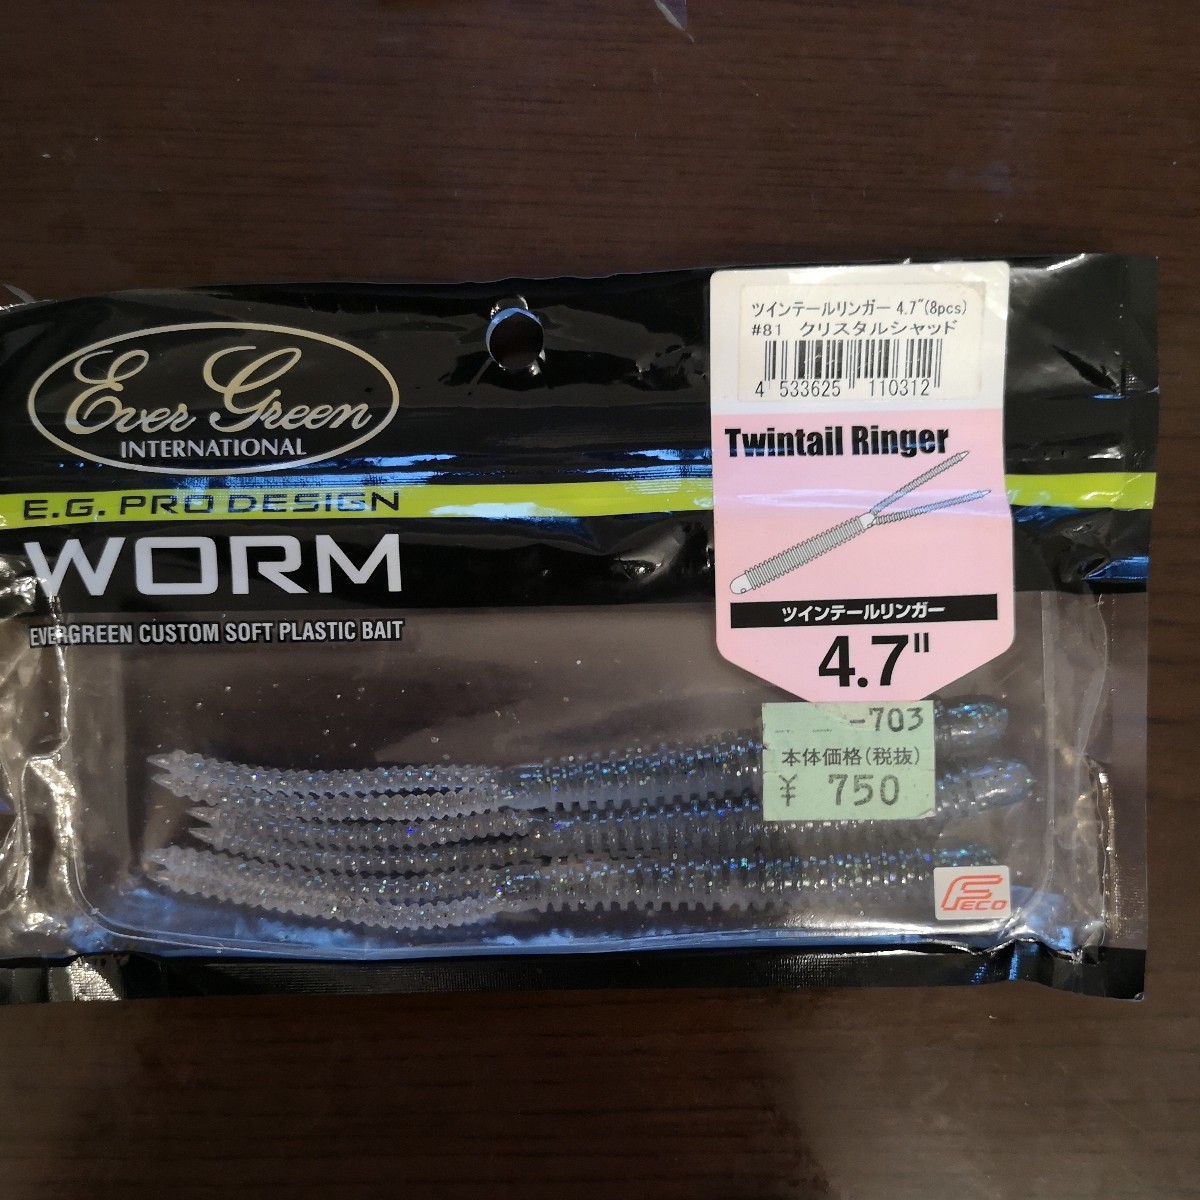 Ever Green
INTERNATIONAL
E.G. PRO DESIGN
WORM
EVERGREEN CUSTOM SOFT PLASTIC BAIT
ツインテールリンガー 4.7"(8pcs)
#81 クリスタルシャッド
4 533625 110312
Twintail Ringer
ツインテールリンガー
4.7"
-703
本体価格(税抜)
¥ 750
FECO